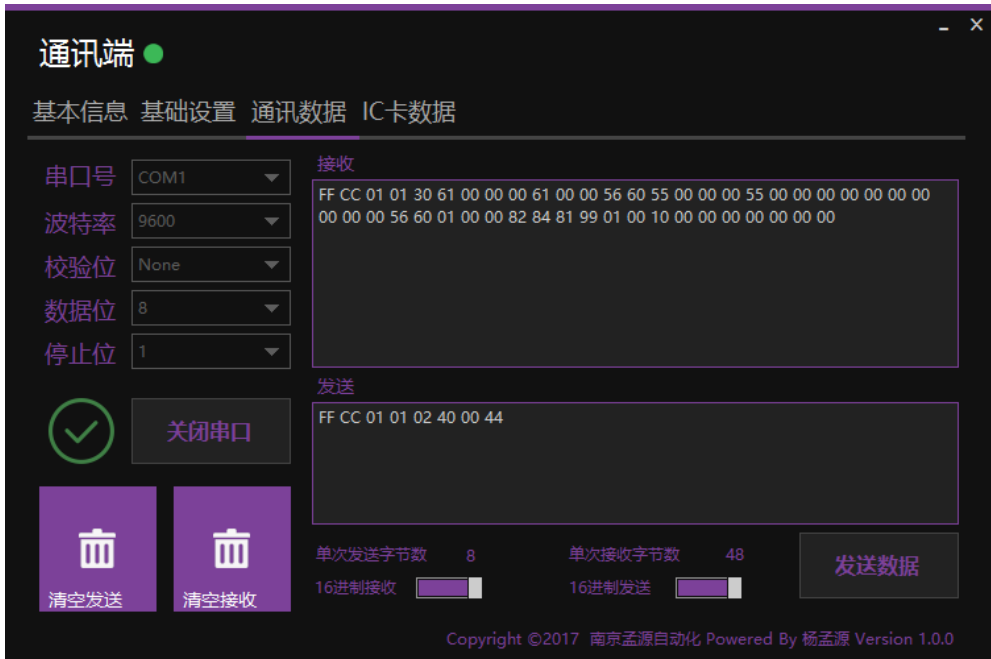 通讯端
基本信息 基础设置 通讯数据 IC卡数据
串口号 COM1
波特率 9600
校验位 None
数据位 8
停止位 1
关闭串口
清空发送 清空接收
接收
FF CC 01 01 30 61 00 00 00 61 00 00 56 60 55 00 00 00 55 00 00 00 00 00 00 00
00 00 00 56 60 01 00 00 82 84 81 99 01 00 10 00 00 00 00 00 00 00
发送
FF CC 01 01 02 40 00 44
单次发送字节数 8 单次接收字节数 48
16进制接收 16进制发送
发送数据
Copyright ©2017 南京孟源自动化 Powered By 杨孟源 Version 1.0.0